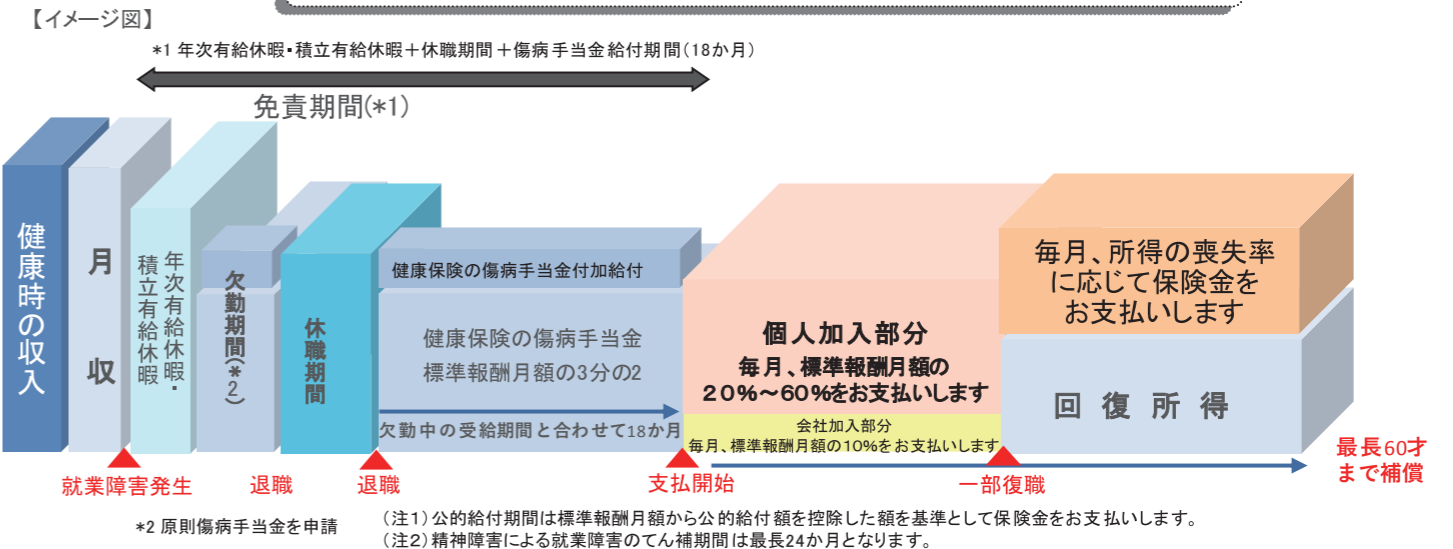 【イメージ図】
*1 年次有給休暇・積立有給休暇＋休職期間＋傷病手当金給付期間(18か月)
免責期間(*1)
健康時の収入
月収
年次有給休暇・
積立有給休暇
欠勤期間(*2)
休職期間
健康保険の傷病手当金付加給付
健康保険の傷病手当金
標準報酬月額の3分の2
欠勤中の受給期間と合わせて18か月
個人加入部分
毎月、標準報酬月額の
20%～60%をお支払いします
会社加入部分
毎月、標準報酬月額の10%をお支払いします
毎月、所得の喪失率
に応じて保険金を
お支払いします
回復所得
就業障害発生
退職
退職
支払開始
一部復職
最長60才
まで補償
*2 原則傷病手当金を申請
（注1）公的給付期間は標準報酬月額から公的給付額を控除した額を基準として保険金をお支払いします。
（注2）精神障害による就業障害のてん補期間は最長24か月となります。